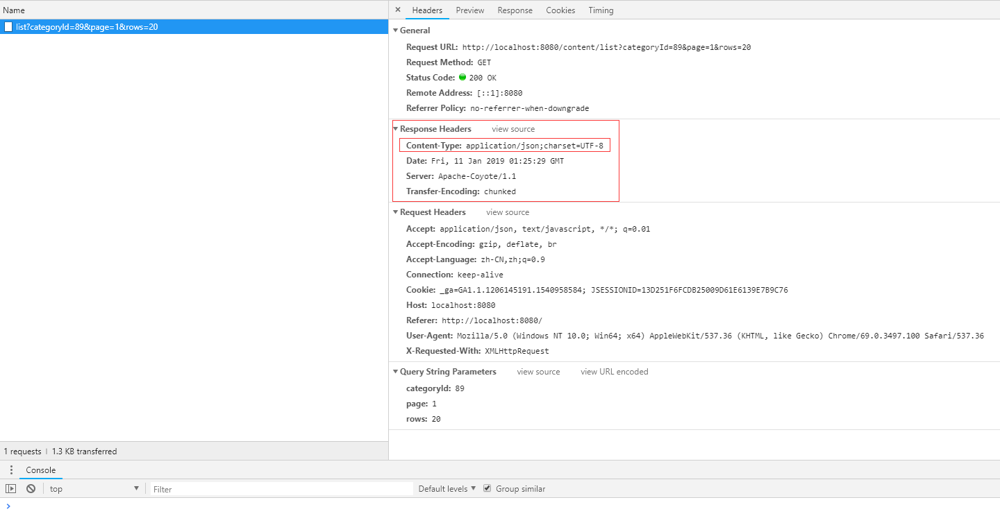 Name
list?categoryId=89&page=1&rows=20
1 requests | 1.3 KB transferred
× Headers Preview Response Cookies Timing
General
Request URL: http://localhost:8080/content/list?categoryId=89&page=1&rows=20
Request Method: GET
Status Code: 200 OK
Remote Address: [::1]:8080
Referrer Policy: no-referrer-when-downgrade
Response Headers view source
Content-Type: application/json;charset=UTF-8
Date: Fri, 11 Jan 2019 01:25:29 GMT
Server: Apache-Coyote/1.1
Transfer-Encoding: chunked
Request Headers view source
Accept: application/json, text/javascript, */*; q=0.01
Accept-Encoding: gzip, deflate, br
Accept-Language: zh-CN,zh;q=0.9
Connection: keep-alive
Cookie: _ga=GA1.1.1206145191.1540958584; JSESSIONID=13D251F6FCDB25009D61E6139E7B9C76
Host: localhost:8080
Referer: http://localhost:8080/
User-Agent: Mozilla/5.0 (Windows NT 10.0; Win64; x64) AppleWebKit/537.36 (KHTML, like Gecko) Chrome/69.0.3497.100 Safari/537.36
X-Requested-With: XMLHttpRequest
Query String Parameters view source view URL encoded
categoryId: 89
page: 1
rows: 20
Console
top Filter Default levels Group similar